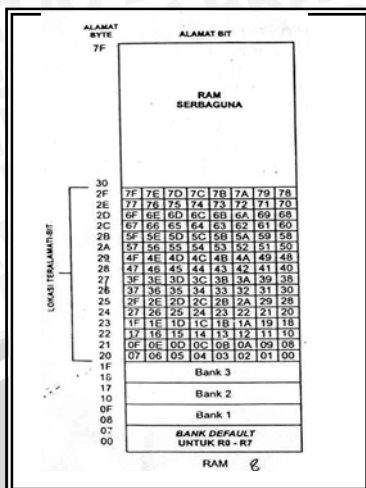 ALAMAT BYTE ALAMAT BIT
7F
RAM SERBAGUNA
30
2F 7F 7E 7D 7C 7B 7A 79 78
2E 77 76 75 74 73 72 71 70
2D 6F 6E 6D 6C 6B 6A 69 68
2C 67 66 65 64 63 62 61 60
2B 5F 5E 5D 5C 5B 5A 59 58
2A 57 56 55 54 53 52 51 50
29 4F 4E 4D 4C 4B 4A 49 48
28 47 46 45 44 43 42 41 40
27 3F 3E 3D 3C 3B 3A 39 38
26 37 36 35 34 33 32 31 30
25 2F 2E 2D 2C 2B 2A 29 28
24 27 26 25 24 23 22 21 20
23 1F 1E 1D 1C 1B 1A 19 18
22 17 16 15 14 13 12 11 10
21 0F 0E 0D 0C 0B 0A 09 08
20 07 06 05 04 03 02 01 00
LOKASI TERALAMATI-BIT
1F
18 Bank 3
17
10 Bank 2
0F
08 Bank 1
07 BANK DEFAULT
00 UNTUK R0 - R7
RAM 8